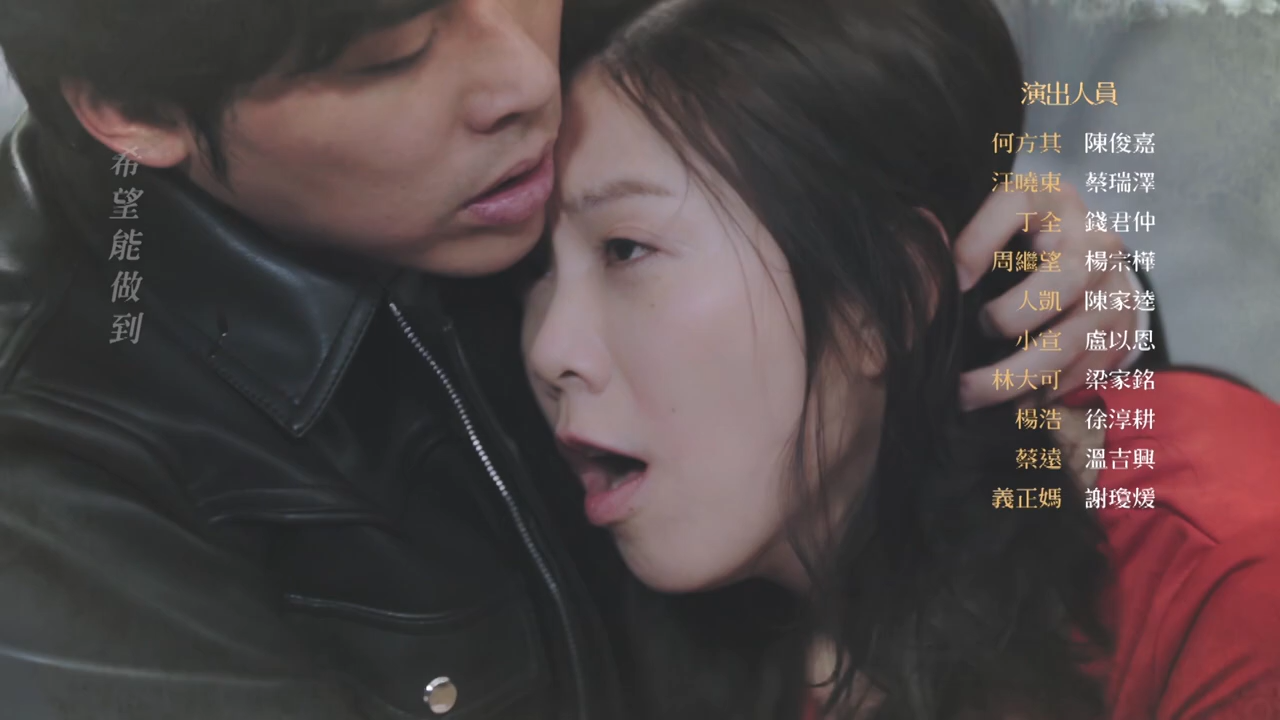 希望能做到
演出人員
何方其 陳俊嘉
汪曉東 蔡瑞澤
丁全 錢君仲
周繼望 楊宗樺
人凱 陳家逵
小宣 盧以恩
林大可 梁家銘
楊浩 徐淳耕
蔡遠 溫吉興
義正媽 謝瓊煖